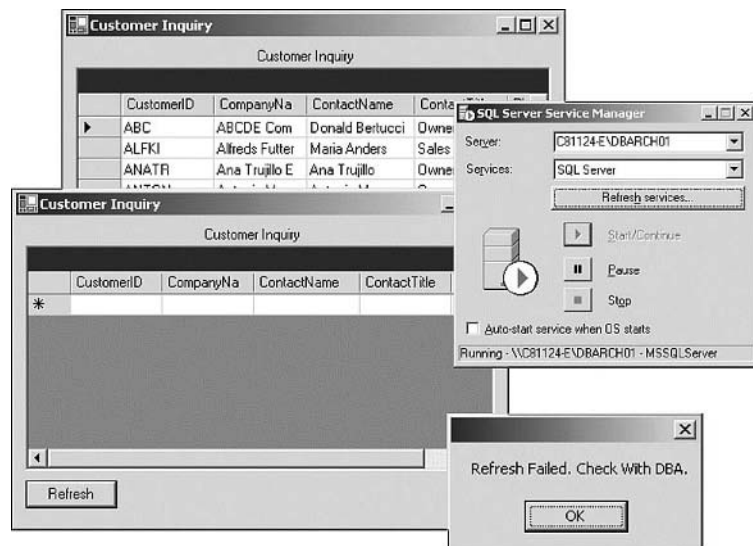 Customer Inquiry
Customer Inquiry
CustomerID CompanyNa ContactName
ABC ABCDE Com Donald Bertucci Owne
ALFKI Alfreds Futter Maria Anders Sales
ANATR Ana Trujillo E Ana Trujillo Owne
SQL Server Service Manager
Server: C81124-E\DBARCH01
Services: SQL Server
Refresh services...
Start/Continue
Pause
Stop
Auto-start service when OS starts
Running - \\C81124-E\DBARCH01 - MSSQLServer
Customer Inquiry
Customer Inquiry
CustomerID CompanyNa ContactName ContactTitle
Refresh
Refresh Failed. Check With DBA.
OK